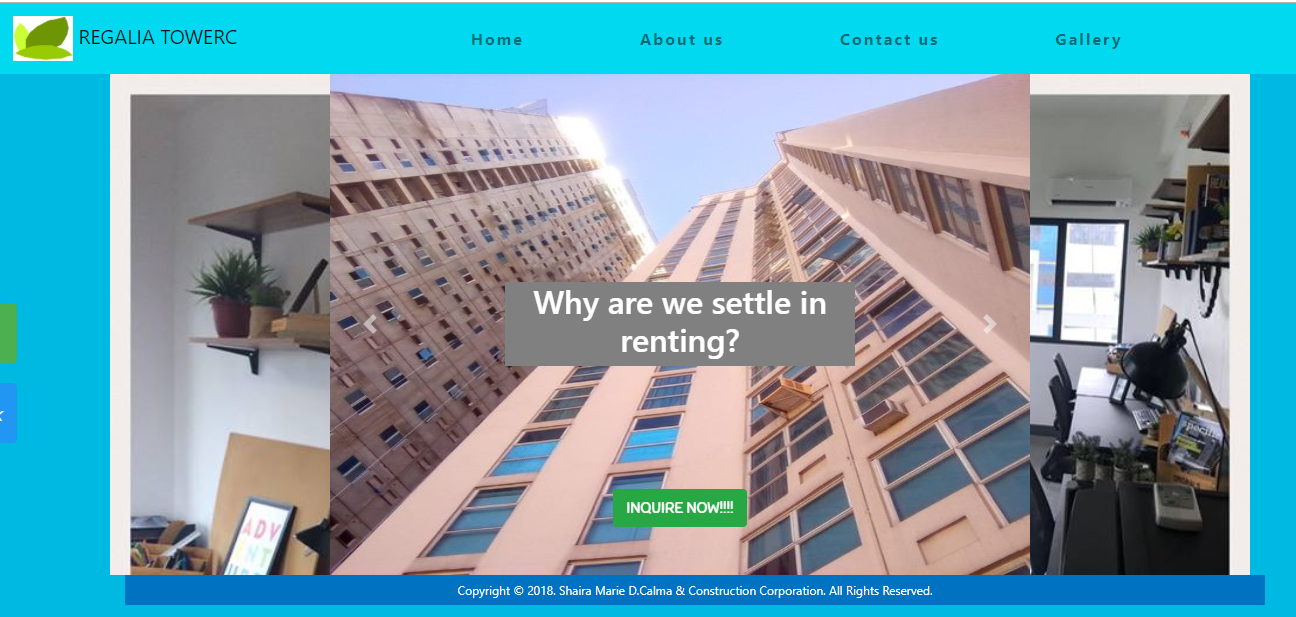 REGALIA TOWERC
Home
About us
Contact us
Gallery
Why are we settle in
renting?
INQUIRE NOW!!!!
ADV
Copyright © 2018. Shaira Marie D.Calma & Construction Corporation. All Rights Reserved.